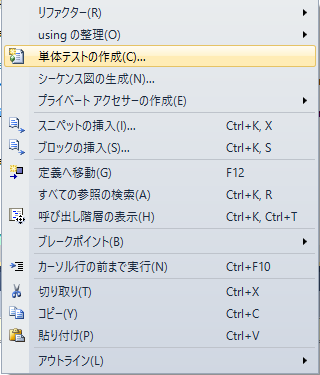 リファクター(R)
using の整理(O)
単体テストの作成(C)...
シーケンス図の生成(N)...
プライベート アクセサーの作成(E)
スニペットの挿入(I)... Ctrl+K, X
ブロックの挿入(S)... Ctrl+K, S
定義へ移動(G) F12
すべての参照の検索(A) Ctrl+K, R
呼び出し階層の表示(H) Ctrl+K, Ctrl+T
ブレークポイント(B)
カーソル行の前まで実行(N) Ctrl+F10
切り取り(T) Ctrl+X
コピー(Y) Ctrl+C
貼り付け(P) Ctrl+V
アウトライン(L)